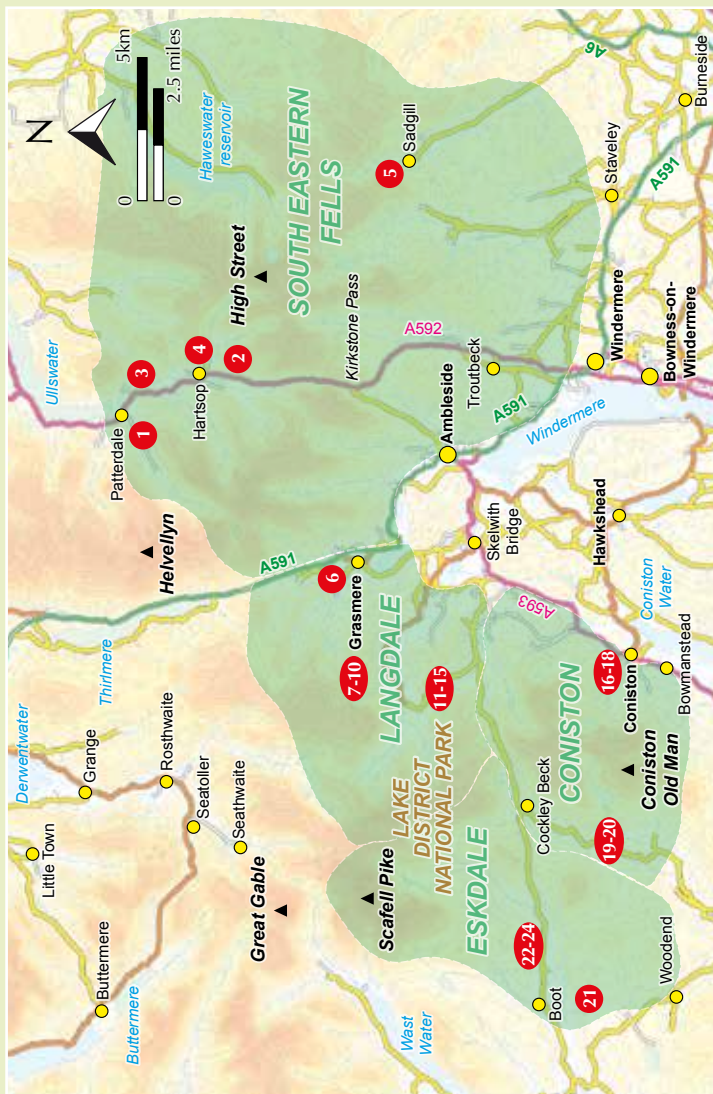 Derwentwater
Little Town
Grange
Buttermere
Buttermere
Rosthwaite
Seatoller
Seathwaite
Thirlmere
Great Gable
Helvellyn
Ullswater
Patterdale
1
3
Hartsop
4
2
High Street
Haweswater
reservoir
N
0
5km
0
2.5 miles
A591
Wast
Water
Scafell Pike
LAKE
DISTRICT
NATIONAL PARK
LANGDALE
7-10
6
Grasmere
11-15
Kirkstone Pass
SOUTH EASTERN
FELLS
5
Sadgill
A6
A592
ESKDALE
22-24
Boot
21
Woodend
Cockley Beck
19-20
CONISTON
Coniston
Old Man
16-18
Coniston
Bowmanstead
A593
Coniston
Water
Hawkshead
Skelwith
Bridge
Ambleside
A591
Troutbeck
Windermere
Windermere
Bowness-on-
Windermere
Staveley
A591
Burneside